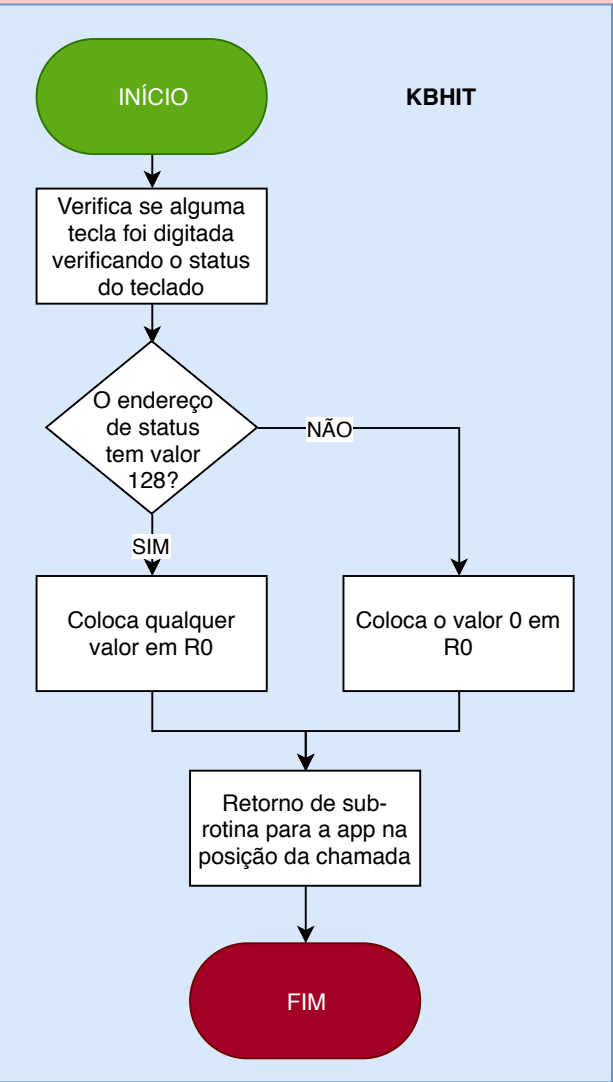 INÍCIO
KBHIT
Verifica se alguma
tecla foi digitada
verificando o status
do teclado
O endereço
de status
tem valor
128?
NÃO
SIM
Coloca qualquer
valor em R0
Coloca o valor 0 em
R0
Retorno de sub-
rotina para a app na
posição da chamada
FIM